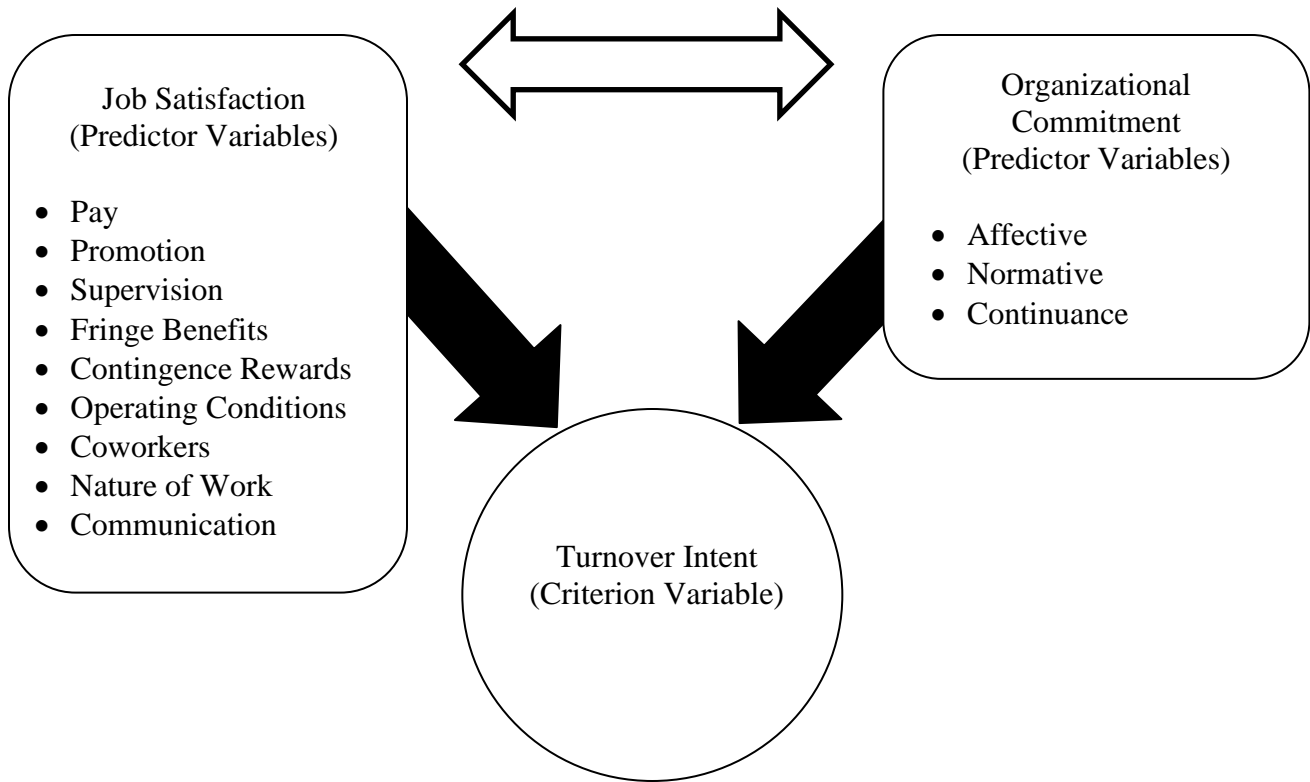 Job Satisfaction
(Predictor Variables)
• Pay
• Promotion
• Supervision
• Fringe Benefits
• Contingence Rewards
• Operating Conditions
• Coworkers
• Nature of Work
• Communication
Organizational
Commitment
(Predictor Variables)
• Affective
• Normative
• Continuance
Turnover Intent
(Criterion Variable)